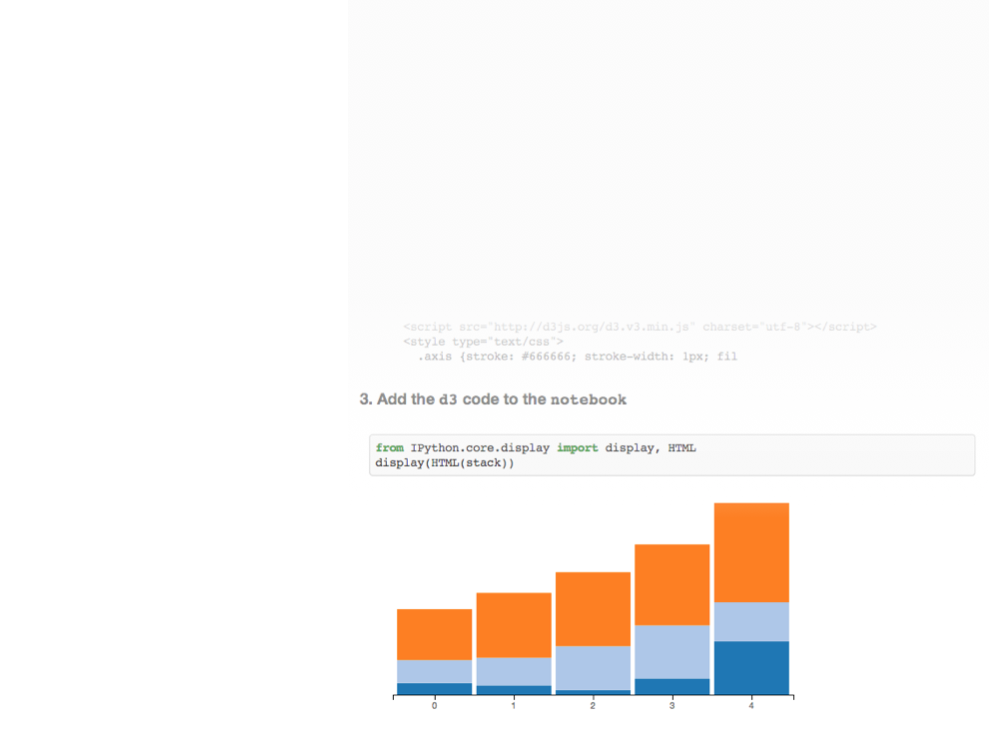 <script src="http://d3js.org/d3.v3.min.js" charset="utf-8"></script>
<style type="text/css">
.axis {stroke: #666666; stroke-width: 1px; fil
3. Add the d3 code to the notebook
from IPython.core.display import display, HTML
display(HTML(stack))
0 1 2 3 4